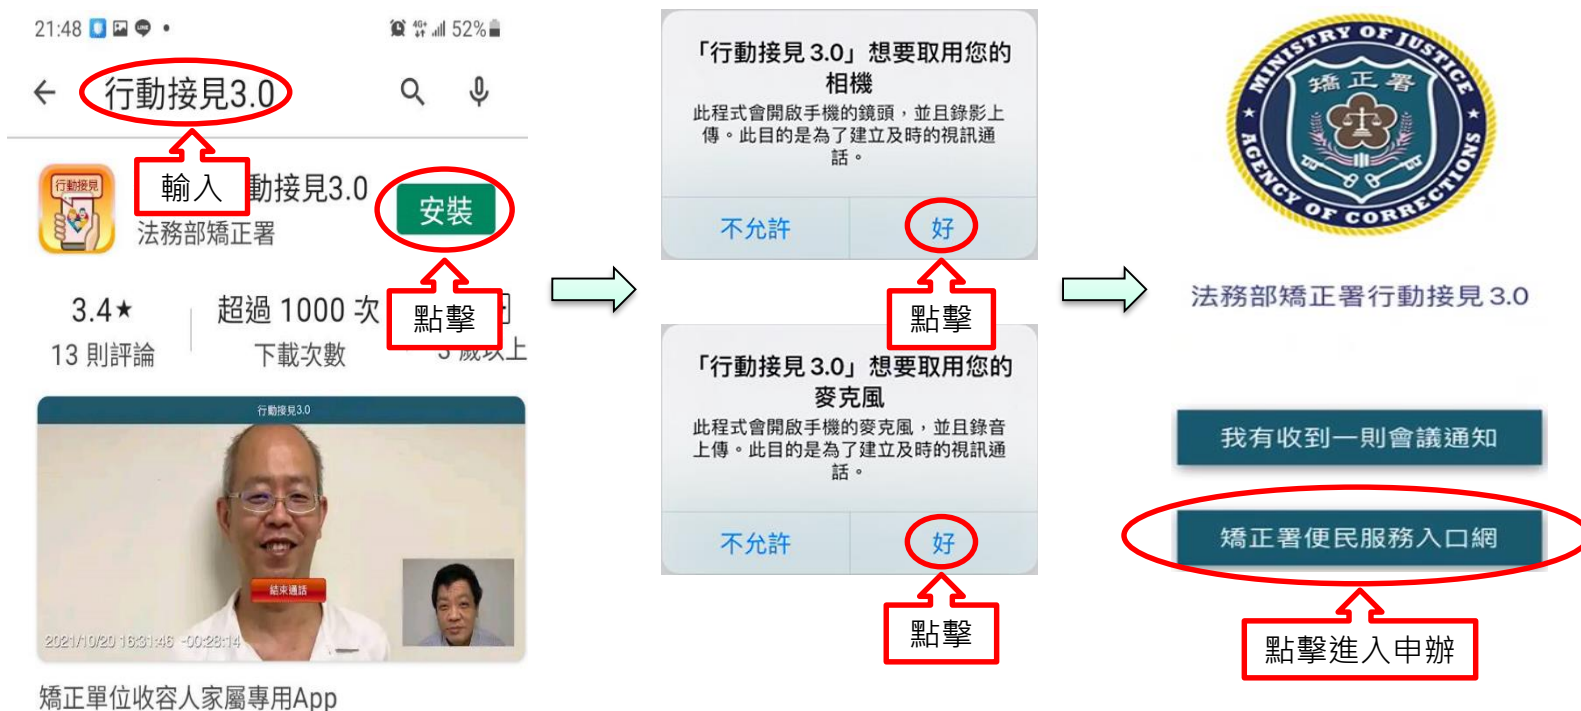 21:48
4G+
52%
行動接見3.0
輸入
行動接見
動接見3.0
法務部矯正署
安裝
點擊
3.4★
13 則評論
超過 1000 次
下載次數
3 歲以上
行動接見3.0
結束通話
2021/10/20 16:31:46 -00:28:14
矯正單位收容人家屬專用App
「行動接見 3.0」想要取用您的
相機
此程式會開啟手機的鏡頭，並且錄影上
傳。此目的是為了建立及時的視訊通
話。
不允許
好
點擊
「行動接見 3.0」想要取用您的
麥克風
此程式會開啟手機的麥克風，並且錄音
上傳。此目的是為了建立及時的視訊通
話。
不允許
好
點擊
MINISTRY OF JUSTICE
矯正署
AGENCY OF CORRECTIONS
法務部矯正署行動接見 3.0
我有收到一則會議通知
矯正署便民服務入口網
點擊進入申辦